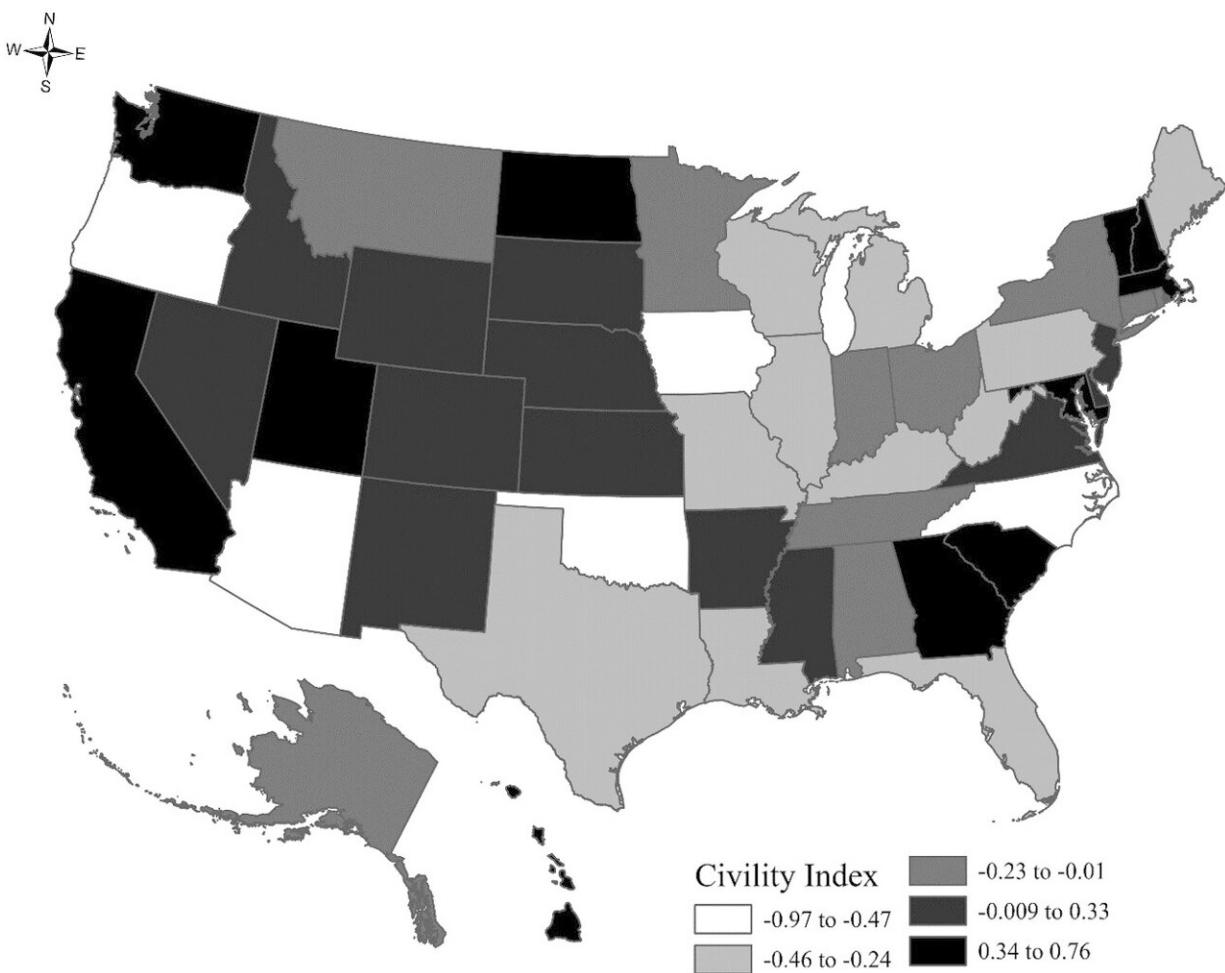 N
W E
S
Civility Index
-0.97 to -0.47
-0.46 to -0.24
-0.23 to -0.01
-0.009 to 0.33
0.34 to 0.76